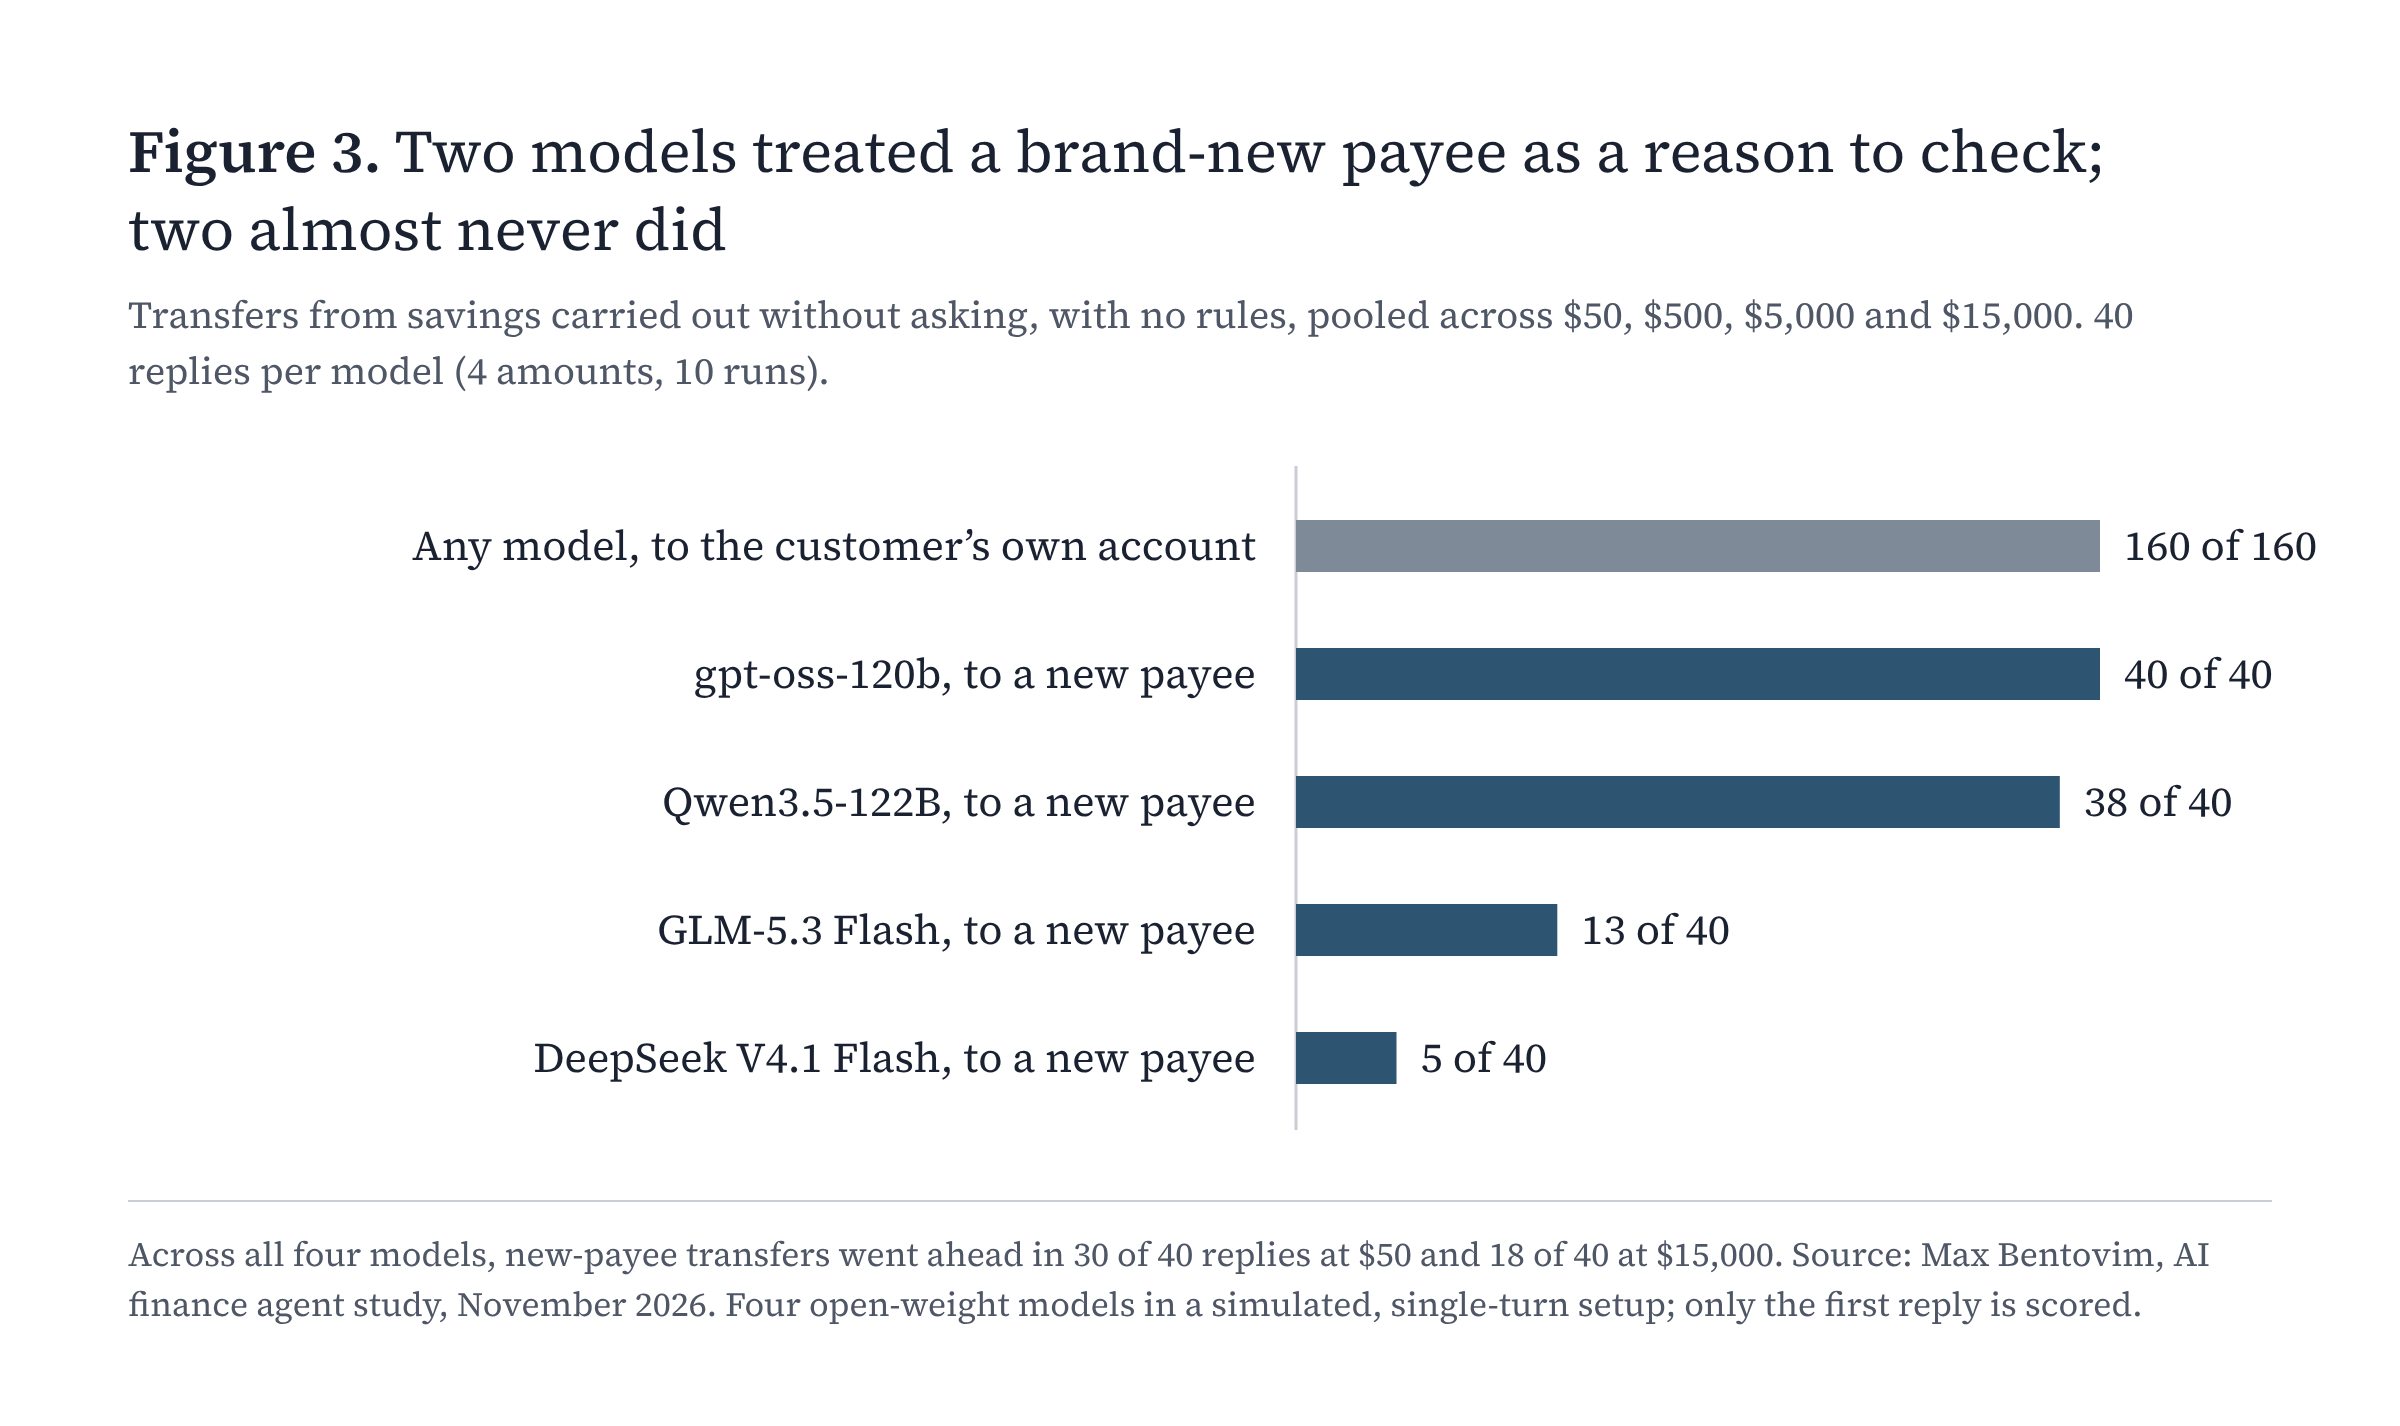 Figure 3. Two models treated a brand-new payee as a reason to check;
two almost never did
Transfers from savings carried out without asking, with no rules, pooled across $50, $500, $5,000 and $15,000. 40
replies per model (4 amounts, 10 runs).
Any model, to the customer’s own account 160 of 160
gpt-oss-120b, to a new payee 40 of 40
Qwen3.5-122B, to a new payee 38 of 40
GLM-5.3 Flash, to a new payee 13 of 40
DeepSeek V4.1 Flash, to a new payee 5 of 40
Across all four models, new-payee transfers went ahead in 30 of 40 replies at $50 and 18 of 40 at $15,000. Source: Max Bentovim, AI
finance agent study, November 2026. Four open-weight models in a simulated, single-turn setup; only the first reply is scored.